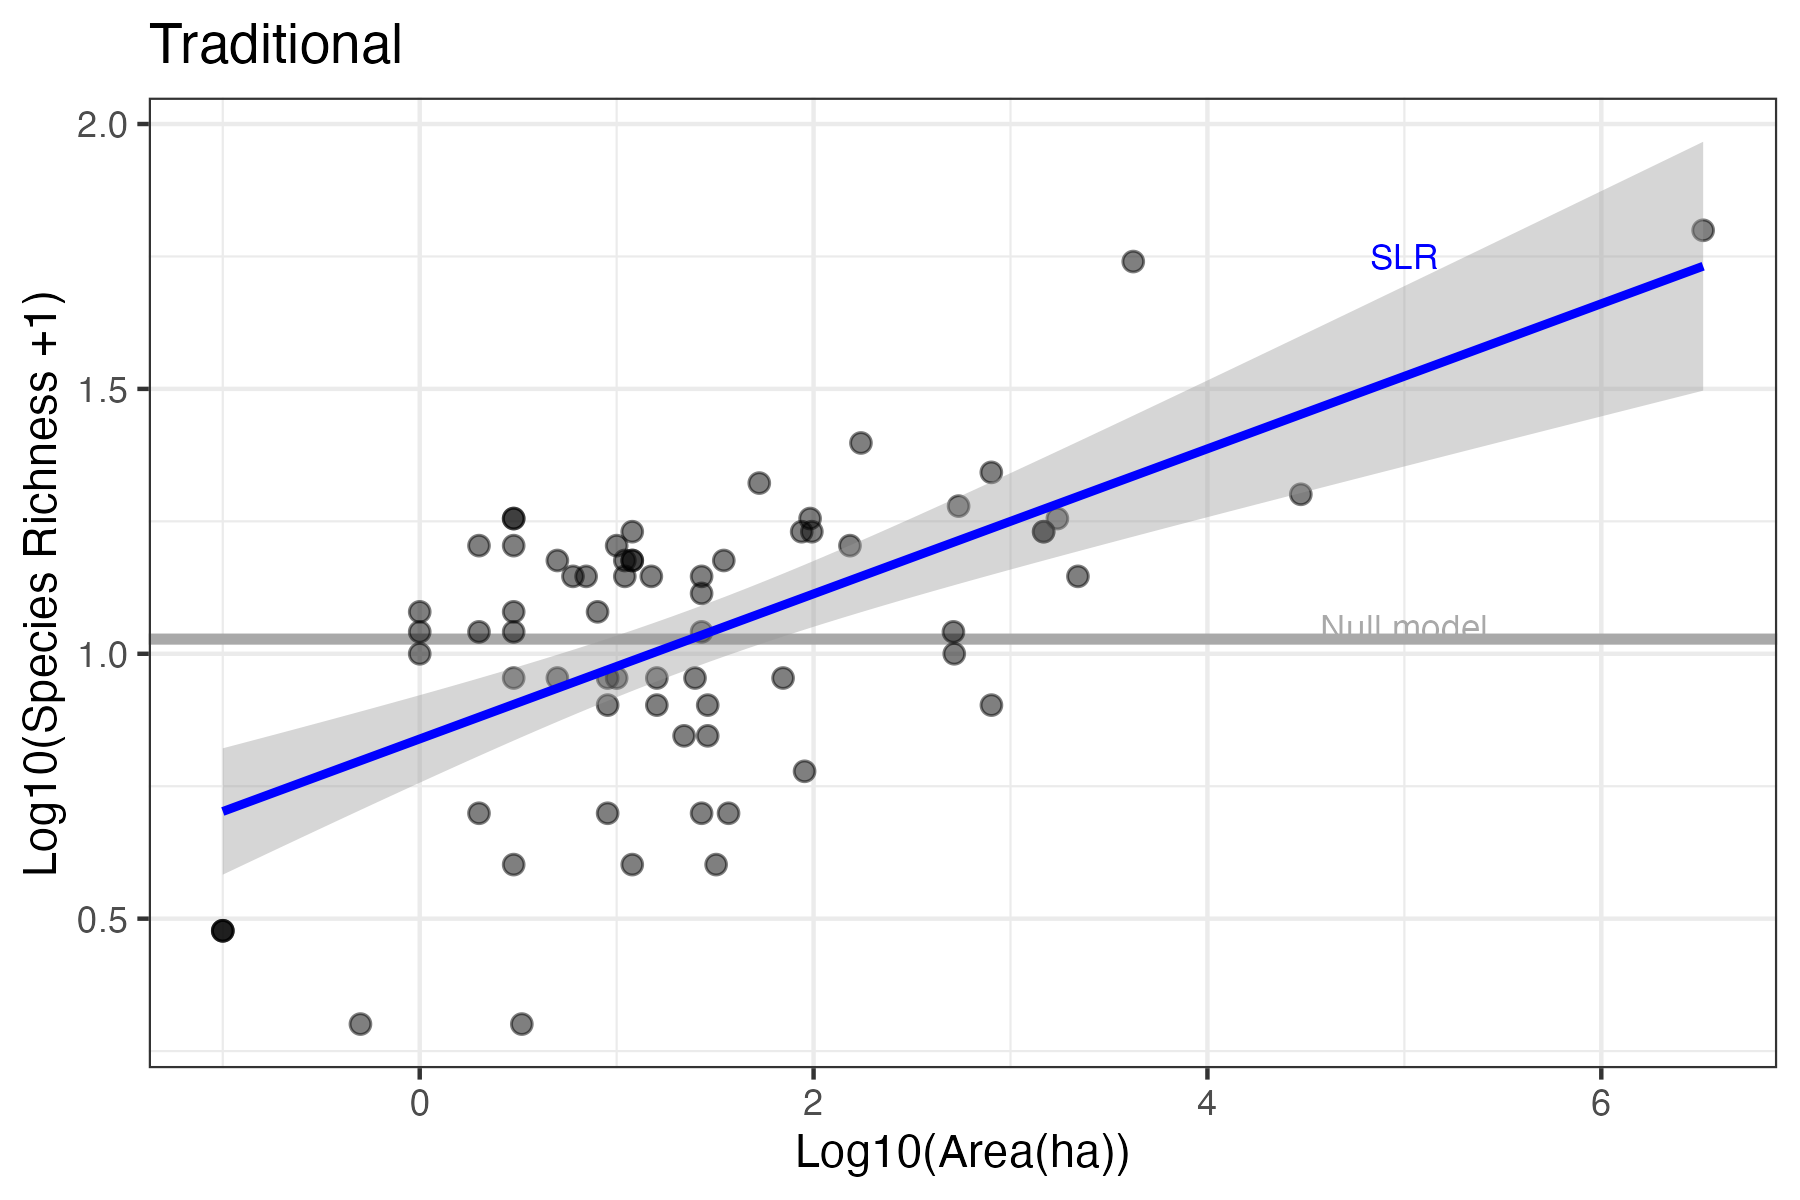 Traditional
2.0
1.5
1.0
0.5
Log10(Species Richness +1)
SLR
Null model
0
2
4
6
Log10(Area(ha))